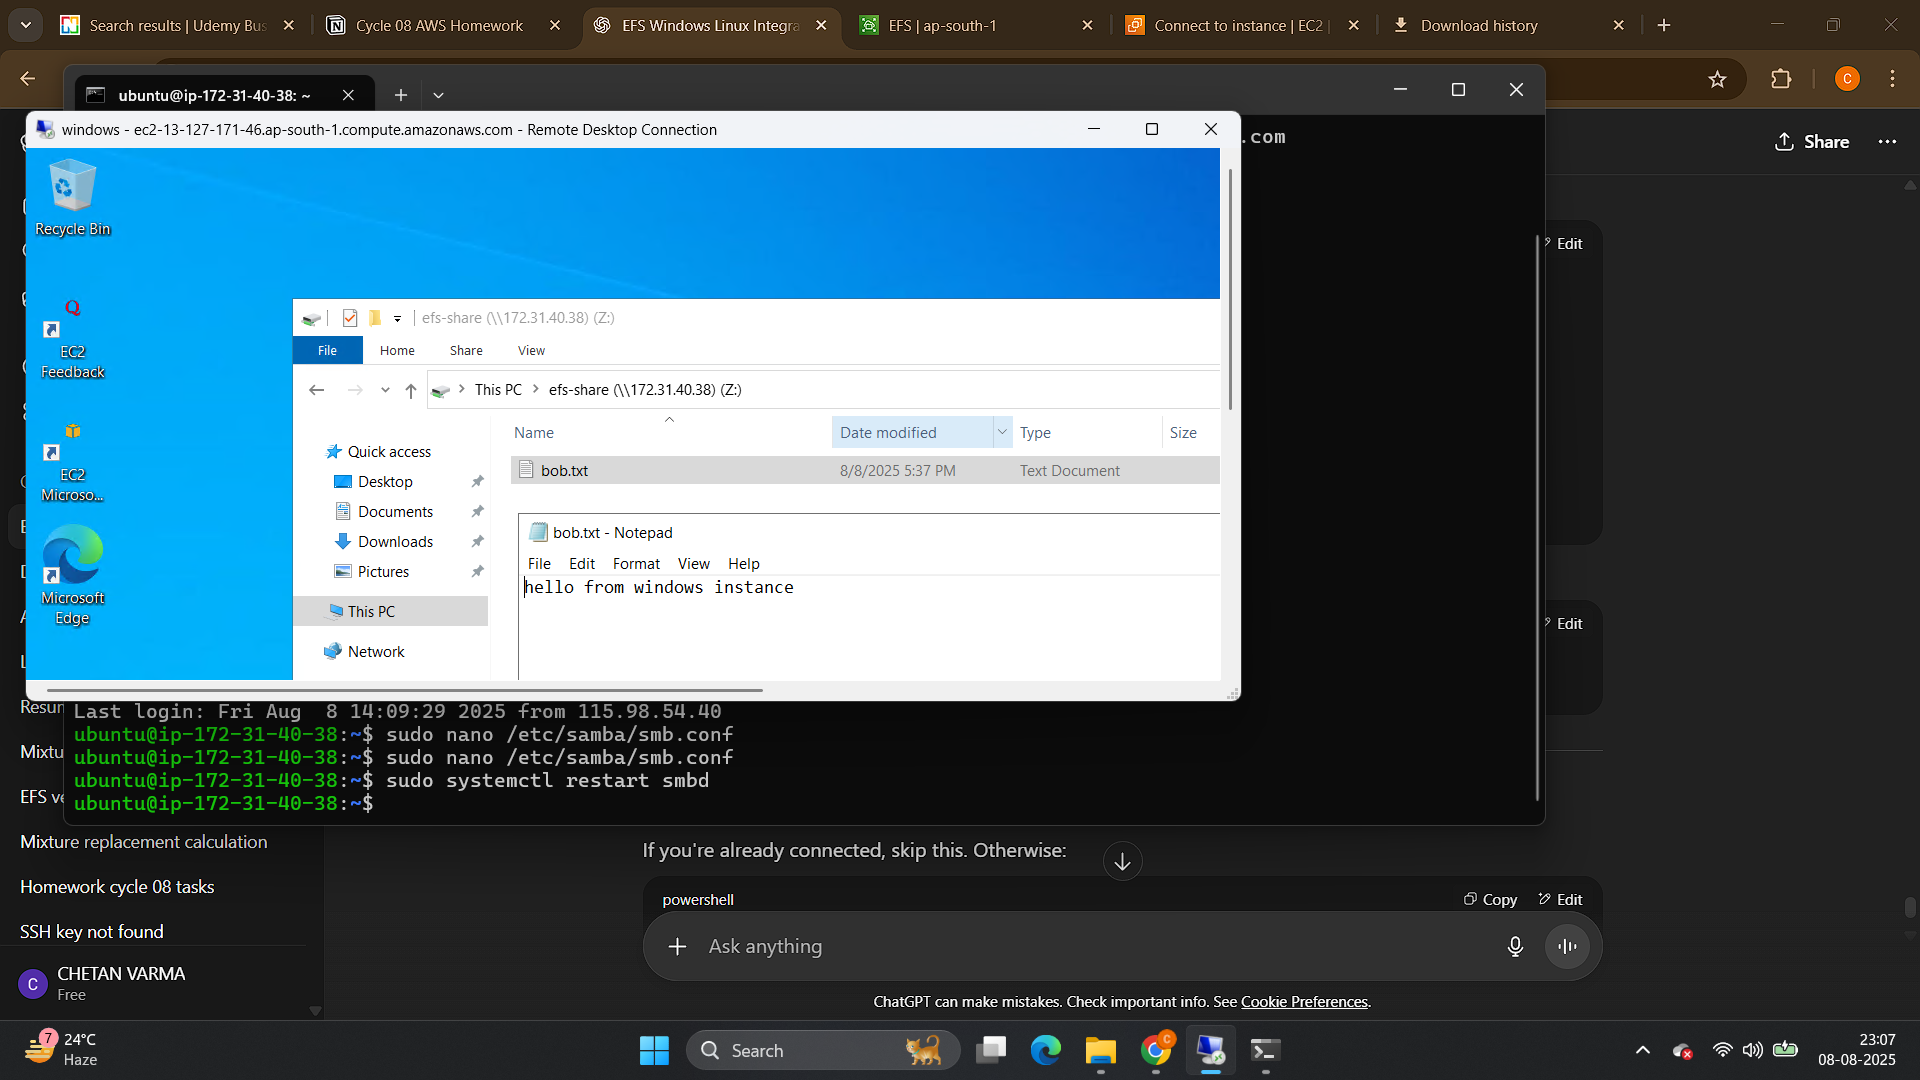 Search results | Udemy Bus
Cycle 08 AWS Homework
EFS Windows Linux Integra
EFS | ap-south-1
Connect to instance | EC2 |
Download history
C
ubuntu@ip-172-31-40-38: ~
windows - ec2-13-127-171-46.ap-south-1.compute.amazonaws.com - Remote Desktop Connection
.com
Share
Recycle Bin
EC2
Feedback
EC2
Microso...
Microsoft
Edge
efs-share (\\172.31.40.38) (Z:)
File Home Share View
This PC > efs-share (\\172.31.40.38) (Z:)
Name Date modified Type Size
bob.txt 8/8/2025 5:37 PM Text Document
Quick access
Desktop
Documents
Downloads
Pictures
This PC
Network
bob.txt - Notepad
File Edit Format View Help
hello from windows instance
Edit
Edit
Last login: Fri Aug  8 14:09:29 2025 from 115.98.54.40
ubuntu@ip-172-31-40-38:~$ sudo nano /etc/samba/smb.conf
ubuntu@ip-172-31-40-38:~$ sudo nano /etc/samba/smb.conf
ubuntu@ip-172-31-40-38:~$ sudo systemctl restart smbd
ubuntu@ip-172-31-40-38:~$
EFS
Mixture replacement calculation
Homework cycle 08 tasks
SSH key not found
C
CHETAN VARMA
Free
If you're already connected, skip this. Otherwise:
powershell
Copy Edit
Ask anything
ChatGPT can make mistakes. Check important info. See Cookie Preferences.
7
24°C
Haze
Search
C
23:07
08-08-2025